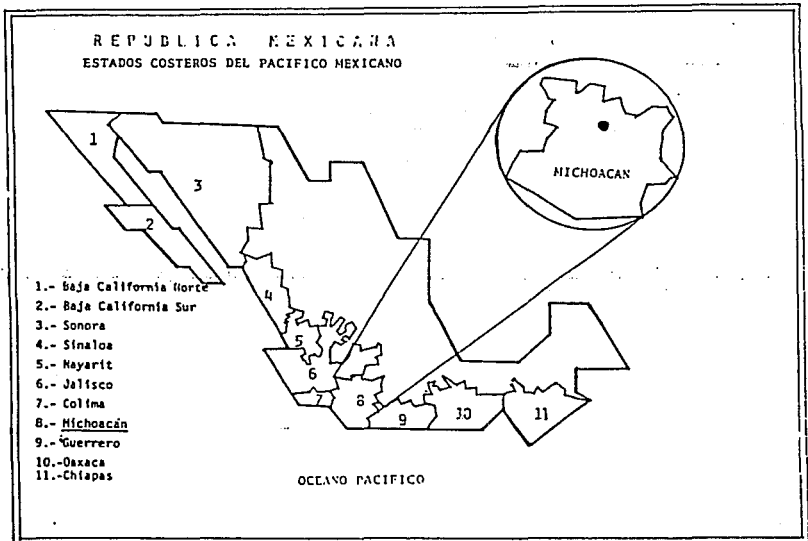 REPUBLICA MEXICANA
ESTADOS COSTEROS DEL PACIFICO MEXICANO
MICHOACAN
1
2
3
4
5
6
7
8
9
10
11
1.- Baja California Norte
2.- Baja California Sur
3.- Sonora
4.- Sinaloa
5.- Nayarit
6.- Jalisco
7.- Colima
8.- Michoacán
9.- Guerrero
10.-Oaxaca
11.-Chiapas
OCEANO PACIFICO